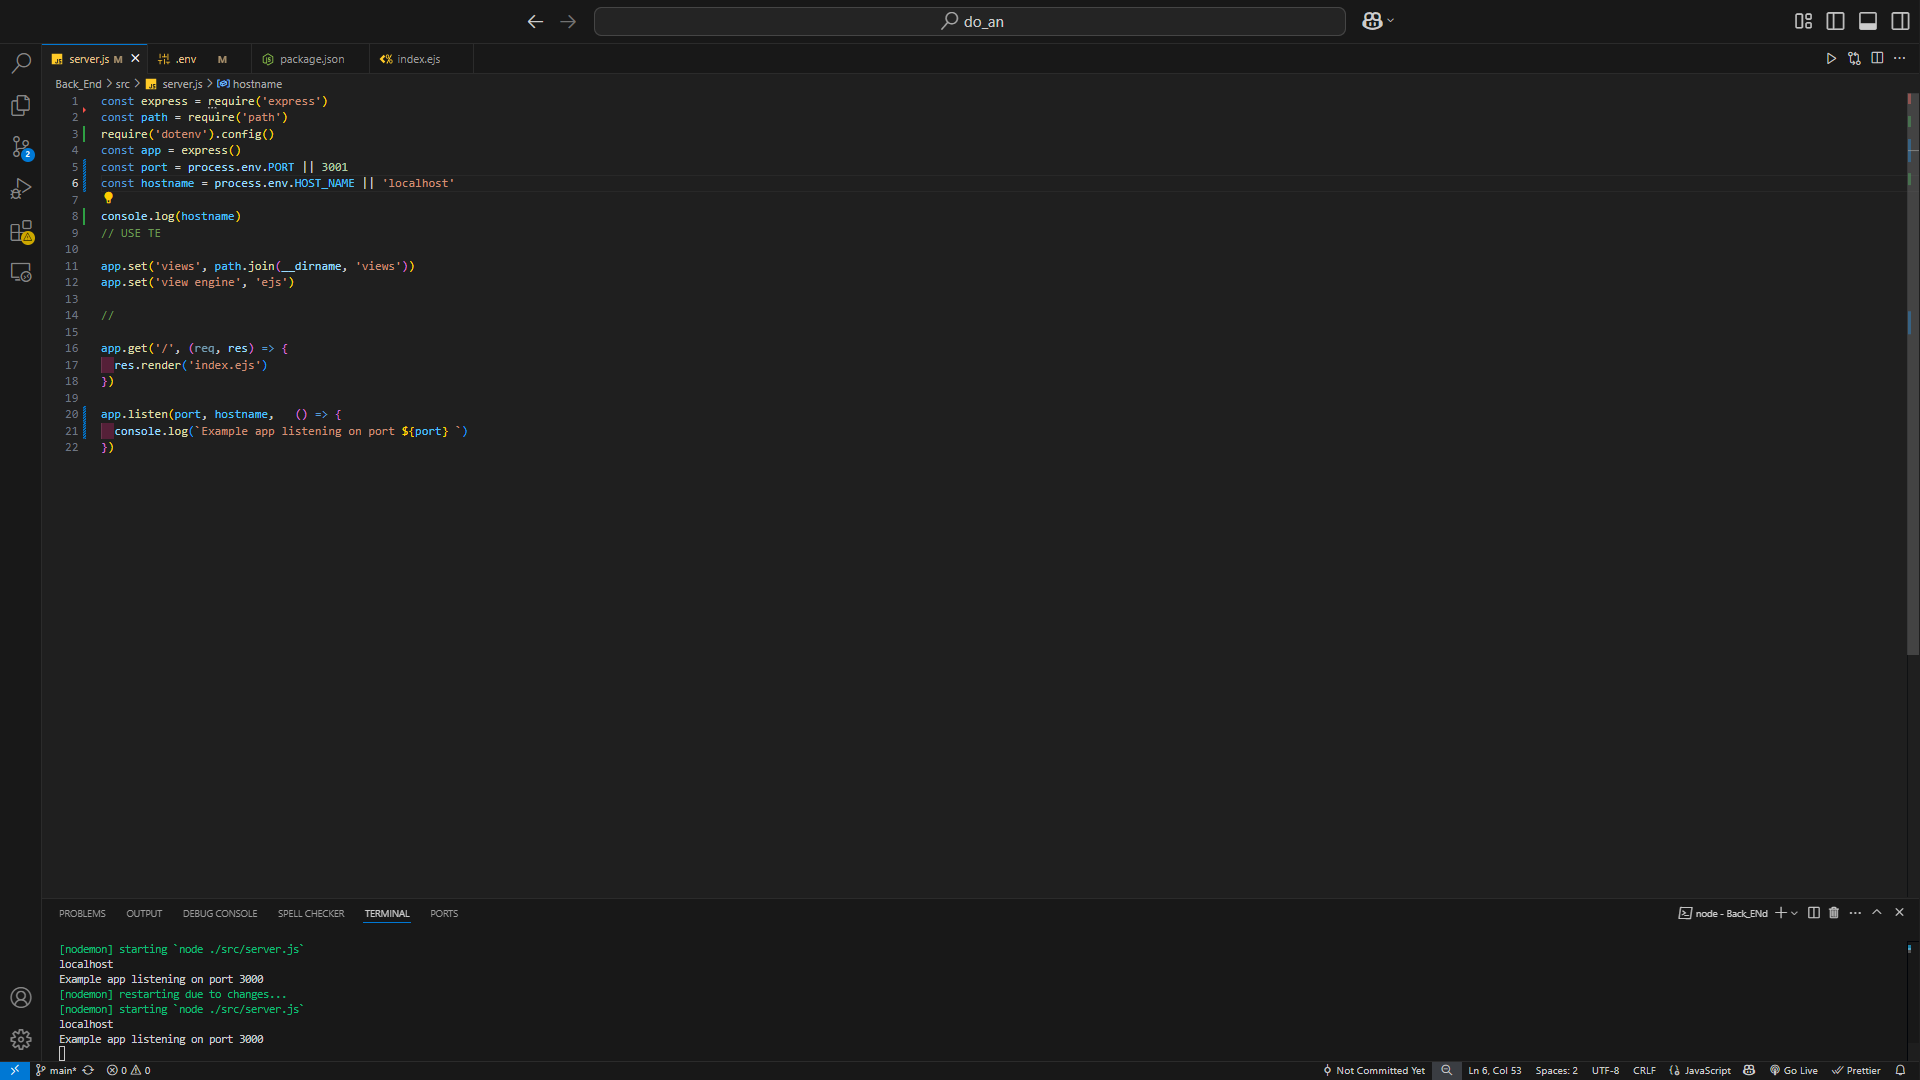 do_an
server.js M
.env M
package.json
index.ejs
Back_End > src > server.js > hostname
1 const express = require('express')
2 const path = require('path')
3 require('dotenv').config()
4 const app = express()
5 const port = process.env.PORT || 3001
6 const hostname = process.env.HOST_NAME || 'localhost'
7
8 console.log(hostname)
9 // USE TE
10
11 app.set('views', path.join(__dirname, 'views'))
12 app.set('view engine', 'ejs')
13
14 //
15
16 app.get('/', (req, res) => {
17 res.render('index.ejs')
18 })
19
20 app.listen(port, hostname,   () => {
21 console.log(`Example app listening on port ${port} `)
22 })
2
PROBLEMS OUTPUT DEBUG CONSOLE SPELL CHECKER TERMINAL PORTS
node - Back_ENd
[nodemon] starting `node ./src/server.js`
localhost
Example app listening on port 3000
[nodemon] restarting due to changes...
[nodemon] starting `node ./src/server.js`
localhost
Example app listening on port 3000
main* 0 0
Not Committed Yet
Ln 6, Col 53 Spaces: 2 UTF-8 CRLF JavaScript Go Live Prettier